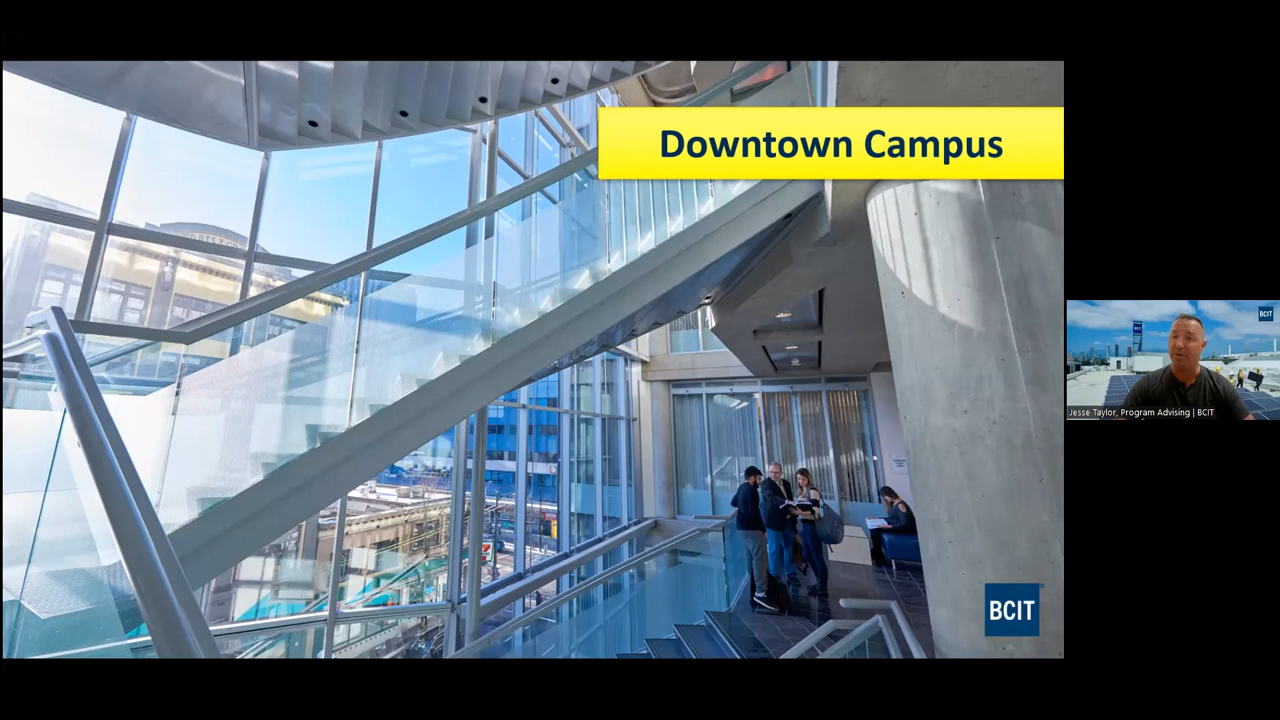 Downtown Campus
BCIT
BCIT
Jesse Taylor, Program Advising | BCIT